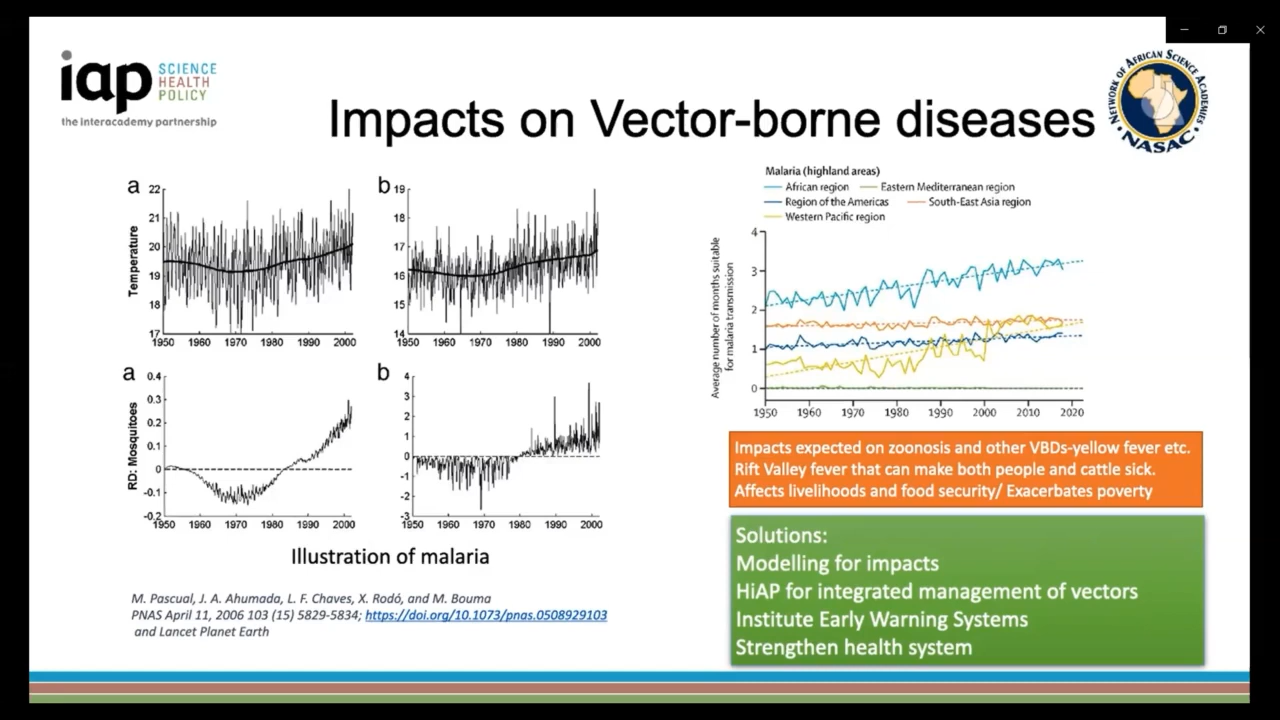 iap SCIENCE
HEALTH
POLICY
the interacademy partnership
Impacts on Vector-borne diseases
NETWORK OF AFRICAN SCIENCE ACADEMIES
NASAC
a
22
21
20
19
18
17
Temperature
1950 1960 1970 1980 1990 2000
b
19
18
17
16
15
14
1950 1960 1970 1980 1990 2000
a
0.4
0.3
0.2
0.1
0
-0.1
-0.2
RD: Mosquitoes
1950 1960 1970 1980 1990 2000
b
4
3
2
1
0
-1
-2
-3
1950 1960 1970 1980 1990 2000
Illustration of malaria
M. Pascual, J. A. Ahumada, L. F. Chaves, X. Rodó, and M. Bouma
PNAS April 11, 2006 103 (15) 5829-5834; https://doi.org/10.1073/pnas.0508929103
and Lancet Planet Earth
Malaria (highland areas)
African region Eastern Mediterranean region
Region of the Americas South-East Asia region
Western Pacific region
Average number of months suitable
for malaria transmission
4
3
2
1
0
1950 1960 1970 1980 1990 2000 2010 2020
Impacts expected on zoonosis and other VBDs-yellow fever etc.
Rift Valley fever that can make both people and cattle sick.
Affects livelihoods and food security/ Exacerbates poverty
Solutions:
Modelling for impacts
HiAP for integrated management of vectors
Institute Early Warning Systems
Strengthen health system